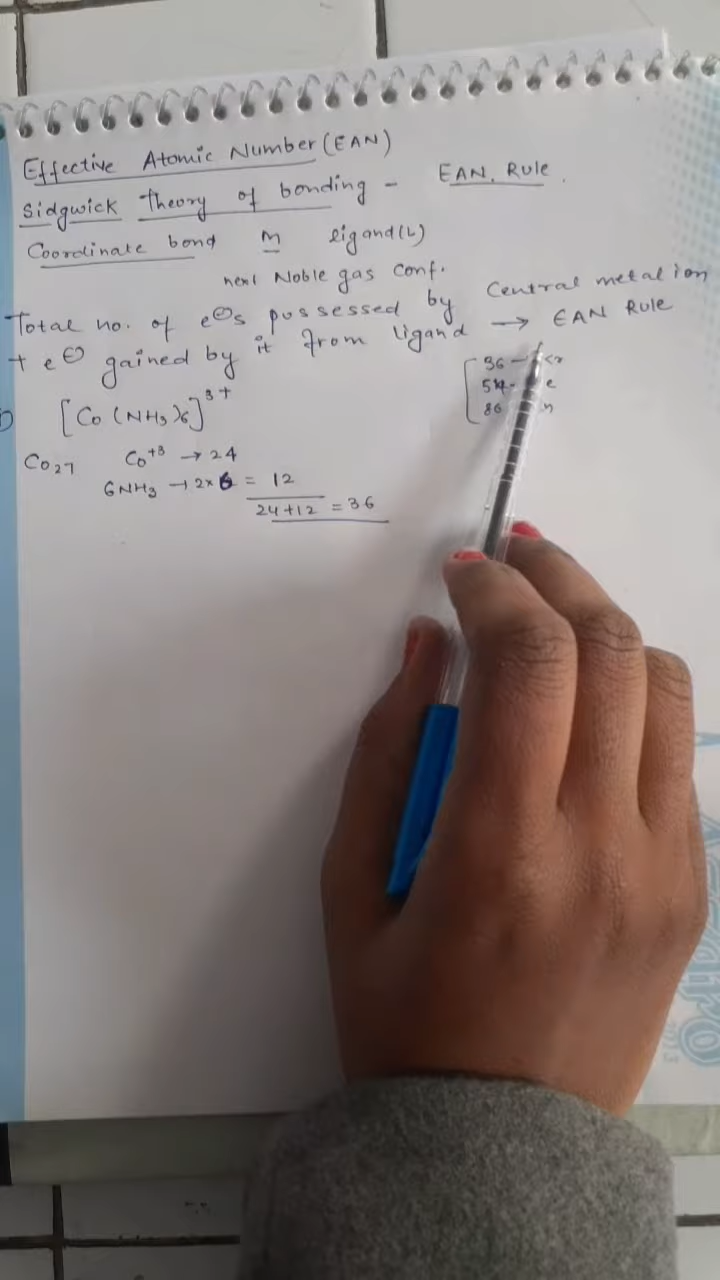 Effective Atomic Number (EAN)
Sidgwick Theory of bonding - EAN. Rule.
Coordinate bond M ligand(L)
next Noble gas conf.
Total no. of e⊖s possessed by Central metal ion
+ e⊖ gained by it from ligand → EAN Rule
36 -
54-
86
[Co(NH₃)₆]³⁺
Co₂₇ Co⁺³ → 24
6NH₃ → 2×6 = 12
24+12 = 36